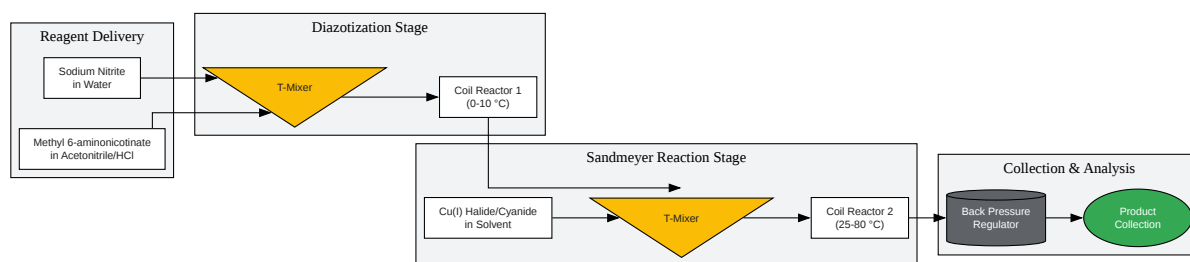 Reagent Delivery
Sodium Nitrite
in Water
Methyl 6-aminonicotinate
in Acetonitrile/HCl
Diazotization Stage
T-Mixer
Coil Reactor 1
(0-10 °C)
Sandmeyer Reaction Stage
Cu(I) Halide/Cyanide
in Solvent
T-Mixer
Coil Reactor 2
(25-80 °C)
Collection & Analysis
Back Pressure
Regulator
Product
Collection